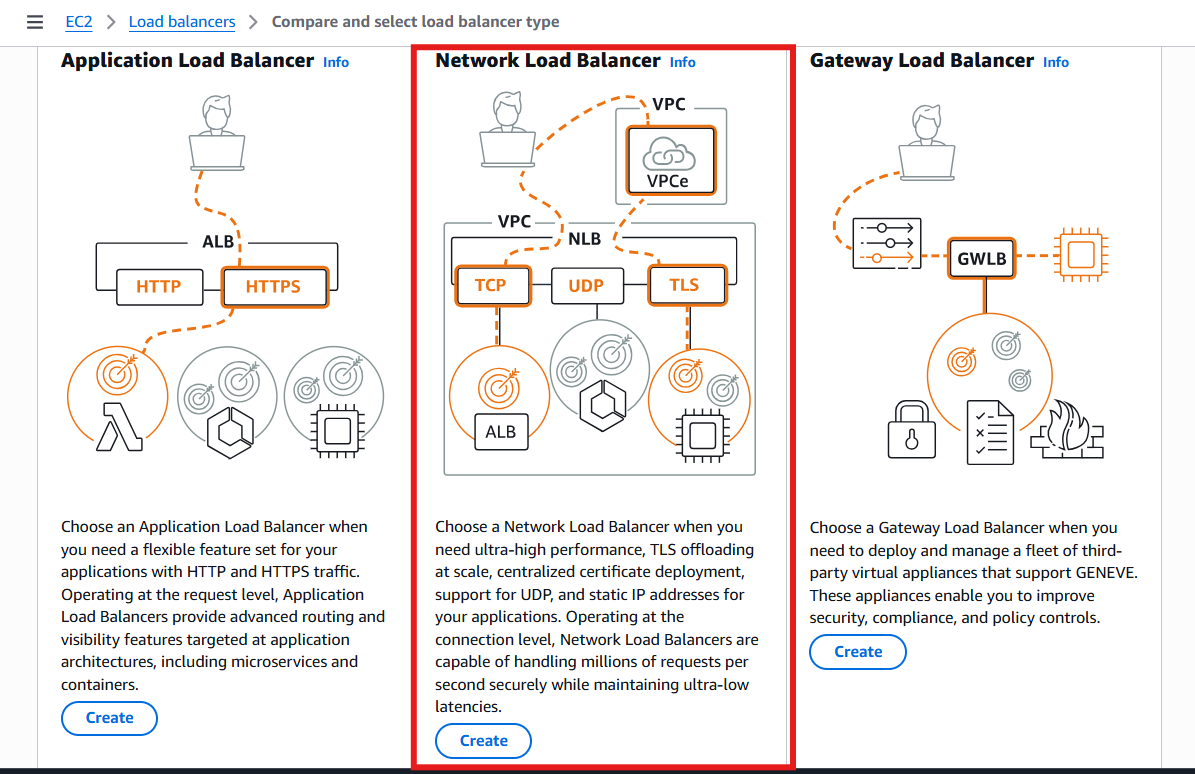 EC2 > Load balancers > Compare and select load balancer type
Application Load Balancer Info
ALB
HTTP
HTTPS
Choose an Application Load Balancer when
you need a flexible feature set for your
applications with HTTP and HTTPS traffic.
Operating at the request level, Application
Load Balancers provide advanced routing and
visibility features targeted at application
architectures, including microservices and
containers.
Create
Network Load Balancer Info
VPC
VPCe
VPC
NLB
TCP
UDP
TLS
ALB
Choose a Network Load Balancer when you
need ultra-high performance, TLS offloading
at scale, centralized certificate deployment,
support for UDP, and static IP addresses for
your applications. Operating at the
connection level, Network Load Balancers are
capable of handling millions of requests per
second securely while maintaining ultra-low
latencies.
Create
Gateway Load Balancer Info
GWLB
Choose a Gateway Load Balancer when you
need to deploy and manage a fleet of third-
party virtual appliances that support GENEVE.
These appliances enable you to improve
security, compliance, and policy controls.
Create